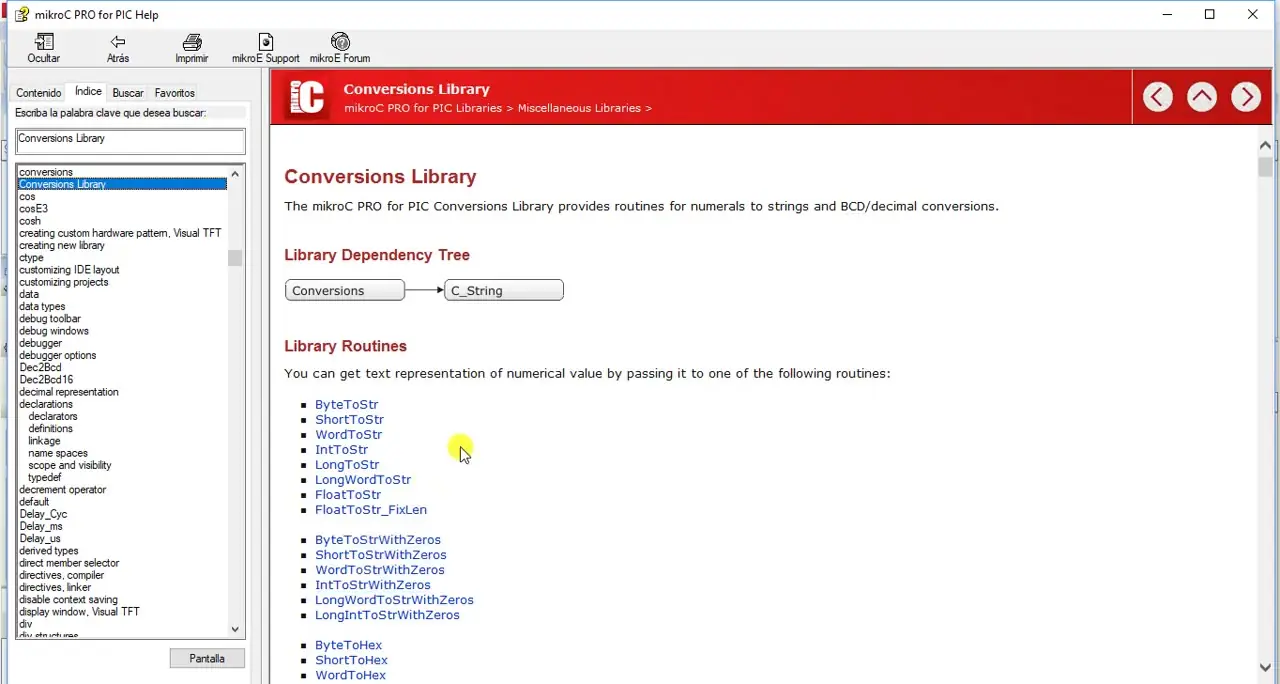 mikroC PRO for PIC Help
Ocultar
Atrás
Imprimir
mikroE Support
mikroE Forum
Contenido
Índice
Buscar
Favoritos
Escriba la palabra clave que desea buscar:
Conversions Library
conversions
Conversions Library
cos
cosE3
cosh
creating custom hardware pattern, Visual TFT
creating new library
ctype
customizing IDE layout
customizing projects
data
data types
debug toolbar
debug windows
debugger
debugger options
Dec2Bcd
Dec2Bcd16
decimal representation
declarations
declarators
definitions
linkage
name spaces
scope and visibility
typedef
decrement operator
default
Delay_Cyc
Delay_ms
Delay_us
derived types
direct member selector
directives, compiler
directives, linker
disable context saving
display window, Visual TFT
div
div structures
Pantalla
mikro C
Conversions Library
mikroC PRO for PIC Libraries > Miscellaneous Libraries >
Conversions Library
The mikroC PRO for PIC Conversions Library provides routines for numerals to strings and BCD/decimal conversions.
Library Dependency Tree
Conversions
C_String
Library Routines
You can get text representation of numerical value by passing it to one of the following routines:
ByteToStr
ShortToStr
WordToStr
IntToStr
LongToStr
LongWordToStr
FloatToStr
FloatToStr_FixLen
ByteToStrWithZeros
ShortToStrWithZeros
WordToStrWithZeros
IntToStrWithZeros
LongWordToStrWithZeros
LongIntToStrWithZeros
ByteToHex
ShortToHex
WordToHex